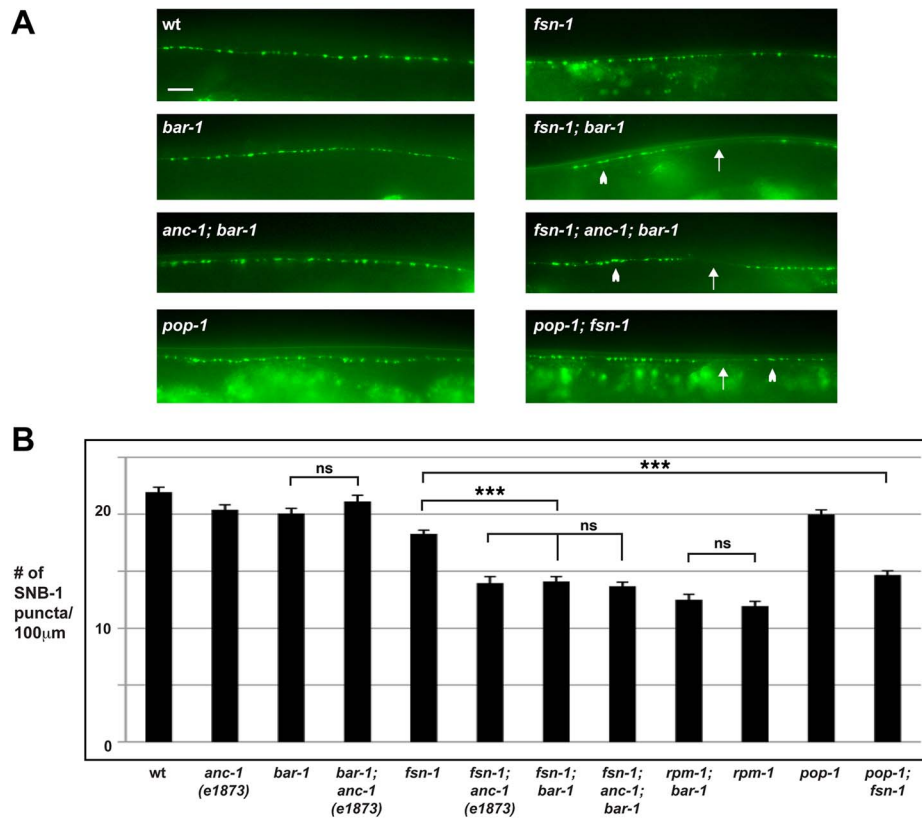 A
wt
fsn-1
bar-1
fsn-1; bar-1
anc-1; bar-1
fsn-1; anc-1; bar-1
pop-1
pop-1; fsn-1
B
# of
SNB-1
puncta/
100µm
20
10
0
ns
***
***
ns
ns
wt
anc-1
(e1873)
bar-1
bar-1;
anc-1
(e1873)
fsn-1
fsn-1;
anc-1
(e1873)
fsn-1;
bar-1
fsn-1;
anc-1;
bar-1
rpm-1;
bar-1
rpm-1
pop-1
pop-1;
fsn-1